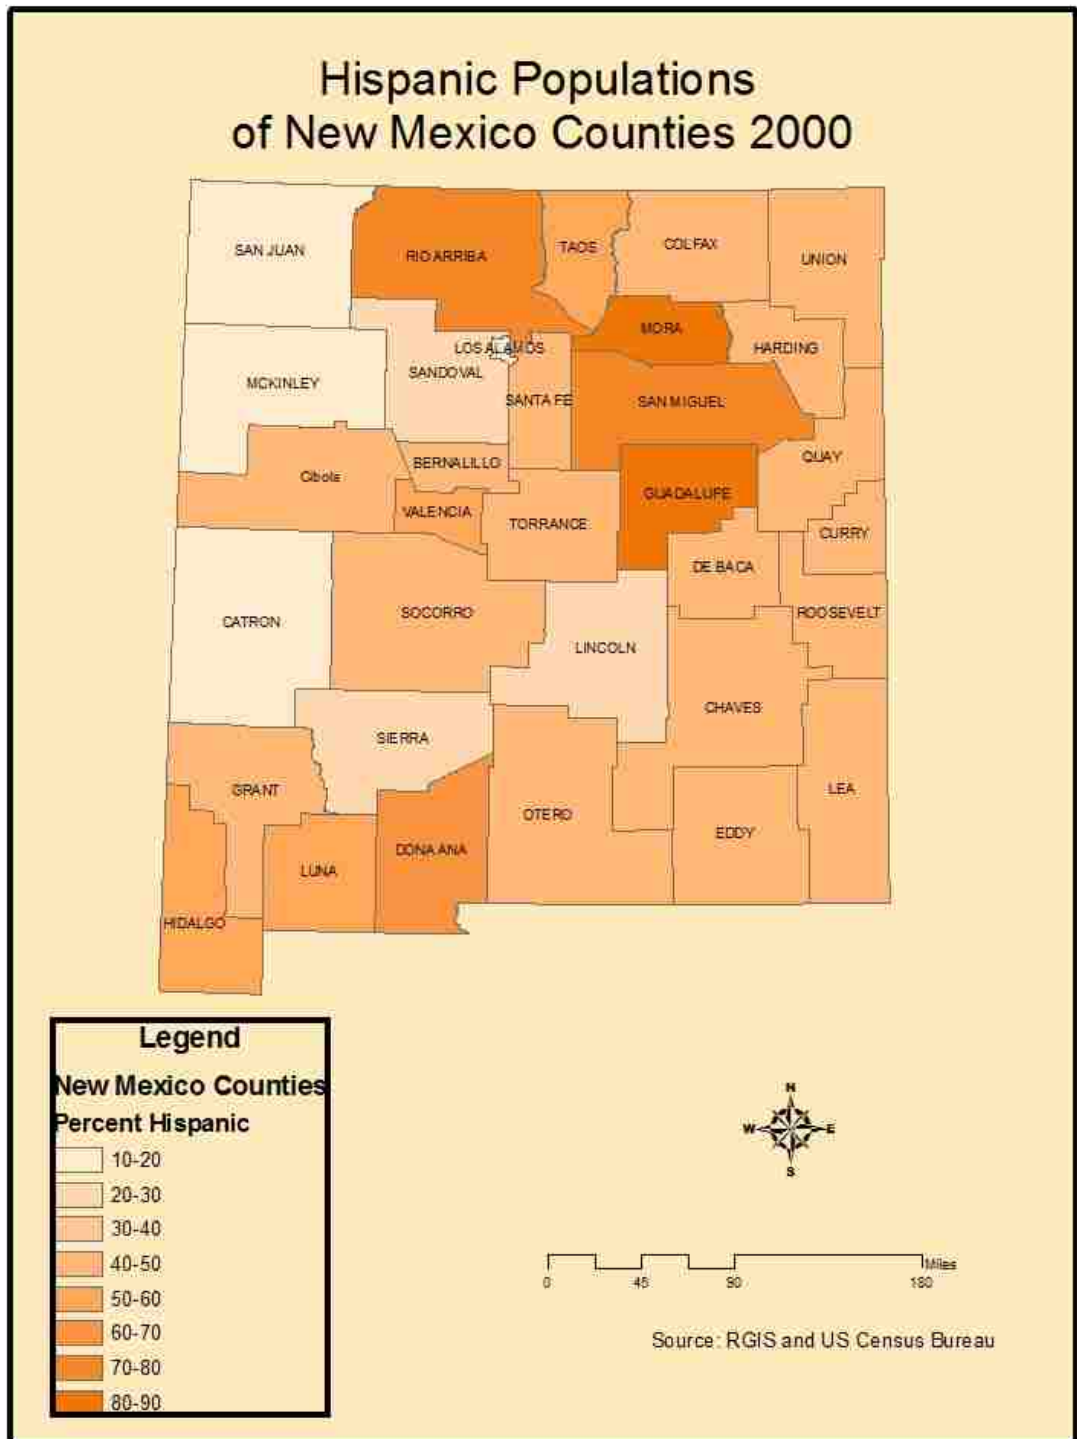 Hispanic Populations
of New Mexico Counties 2000
SAN JUAN
RIO ARRIBA
TAOS
COLFAX
UNION
MORA
LOS ALAMOS
HARDING
SANDOVAL
MCKINLEY
SANTA FE
SAN MIGUEL
QUAY
BERNALILLO
Cibola
GUADALUPE
VALENCIA
TORRANCE
CURRY
DE BACA
CATRON
SOCORRO
ROOSEVELT
LINCOLN
CHAVES
SIERRA
GRANT
LEA
OTERO
EDDY
DONA ANA
LUNA
HIDALGO
Legend
New Mexico Counties
Percent Hispanic
10-20
20-30
30-40
40-50
50-60
60-70
70-80
80-90
N
W E
S
0 45 90 180 Miles
Source: RGIS and US Census Bureau